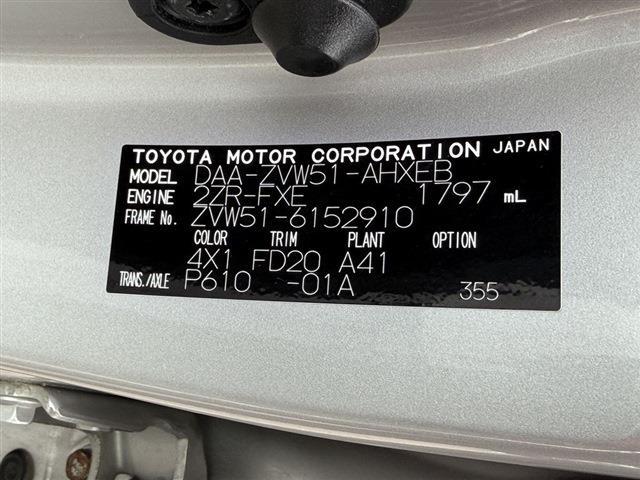 TOYOTA MOTOR CORPORATION JAPAN
MODEL DAA-ZVW51-AHXEB
ENGINE 2ZR-FXE 1797 mL
FRAME No. ZVW51-6152910
COLOR TRIM PLANT OPTION
4X1 FD20 A41
TRANS./AXLE P610 -01A 355